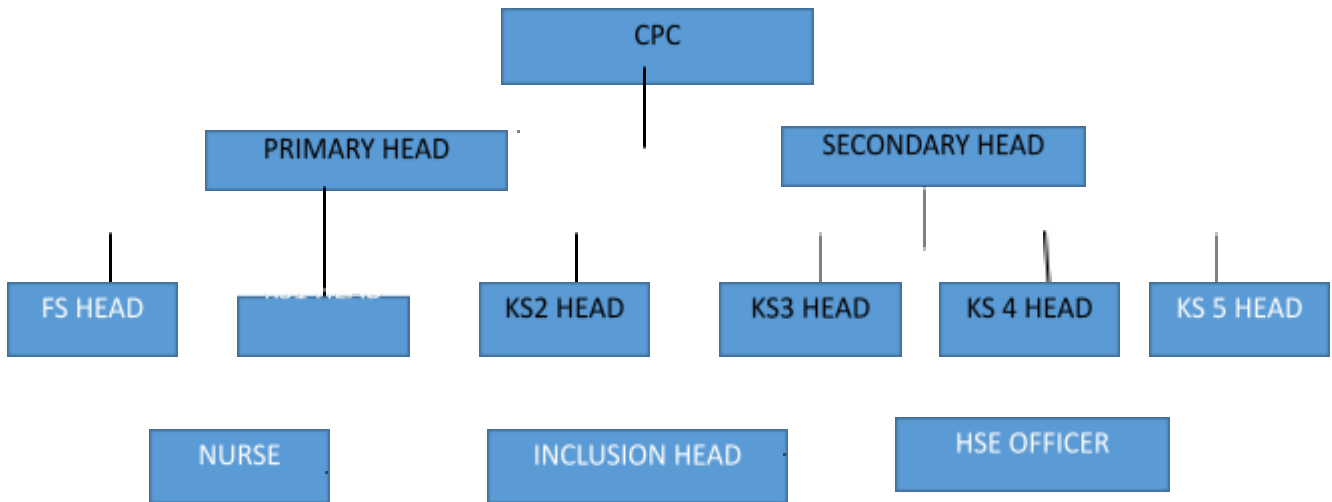 CPC
PRIMARY HEAD
SECONDARY HEAD
FS HEAD
KS2 HEAD
KS3 HEAD
KS 4 HEAD
KS 5 HEAD
NURSE
INCLUSION HEAD
HSE OFFICER